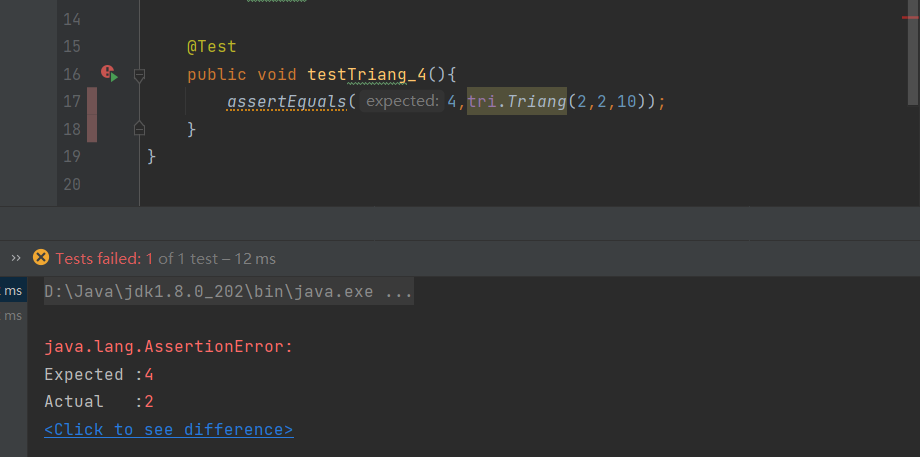 14
15 @Test
16 public void testTriang_4(){
17 assertEquals( expected: 4,tri.Triang(2,2,10));
18 }
19 }
20
» Tests failed: 1 of 1 test – 12 ms
ms D:\Java\jdk1.8.0_202\bin\java.exe ...
ms
java.lang.AssertionError:
Expected :4
Actual   :2
<Click to see difference>